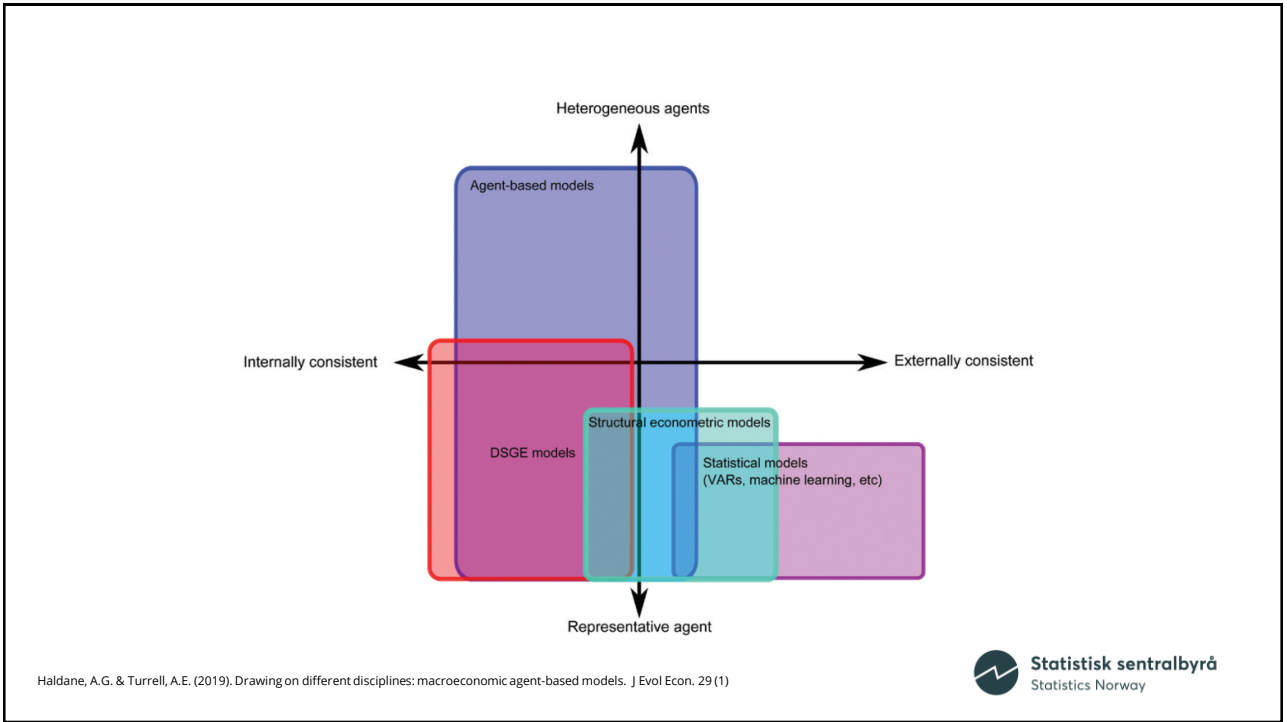 Heterogeneous agents
Agent-based models
Internally consistent
Externally consistent
Structural econometric models
DSGE models
Statistical models
(VARs, machine learning, etc)
Representative agent
Haldane, A.G. & Turrell, A.E. (2019). Drawing on different disciplines: macroeconomic agent-based models. J Evol Econ. 29 (1)
Statistisk sentralbyrå
Statistics Norway